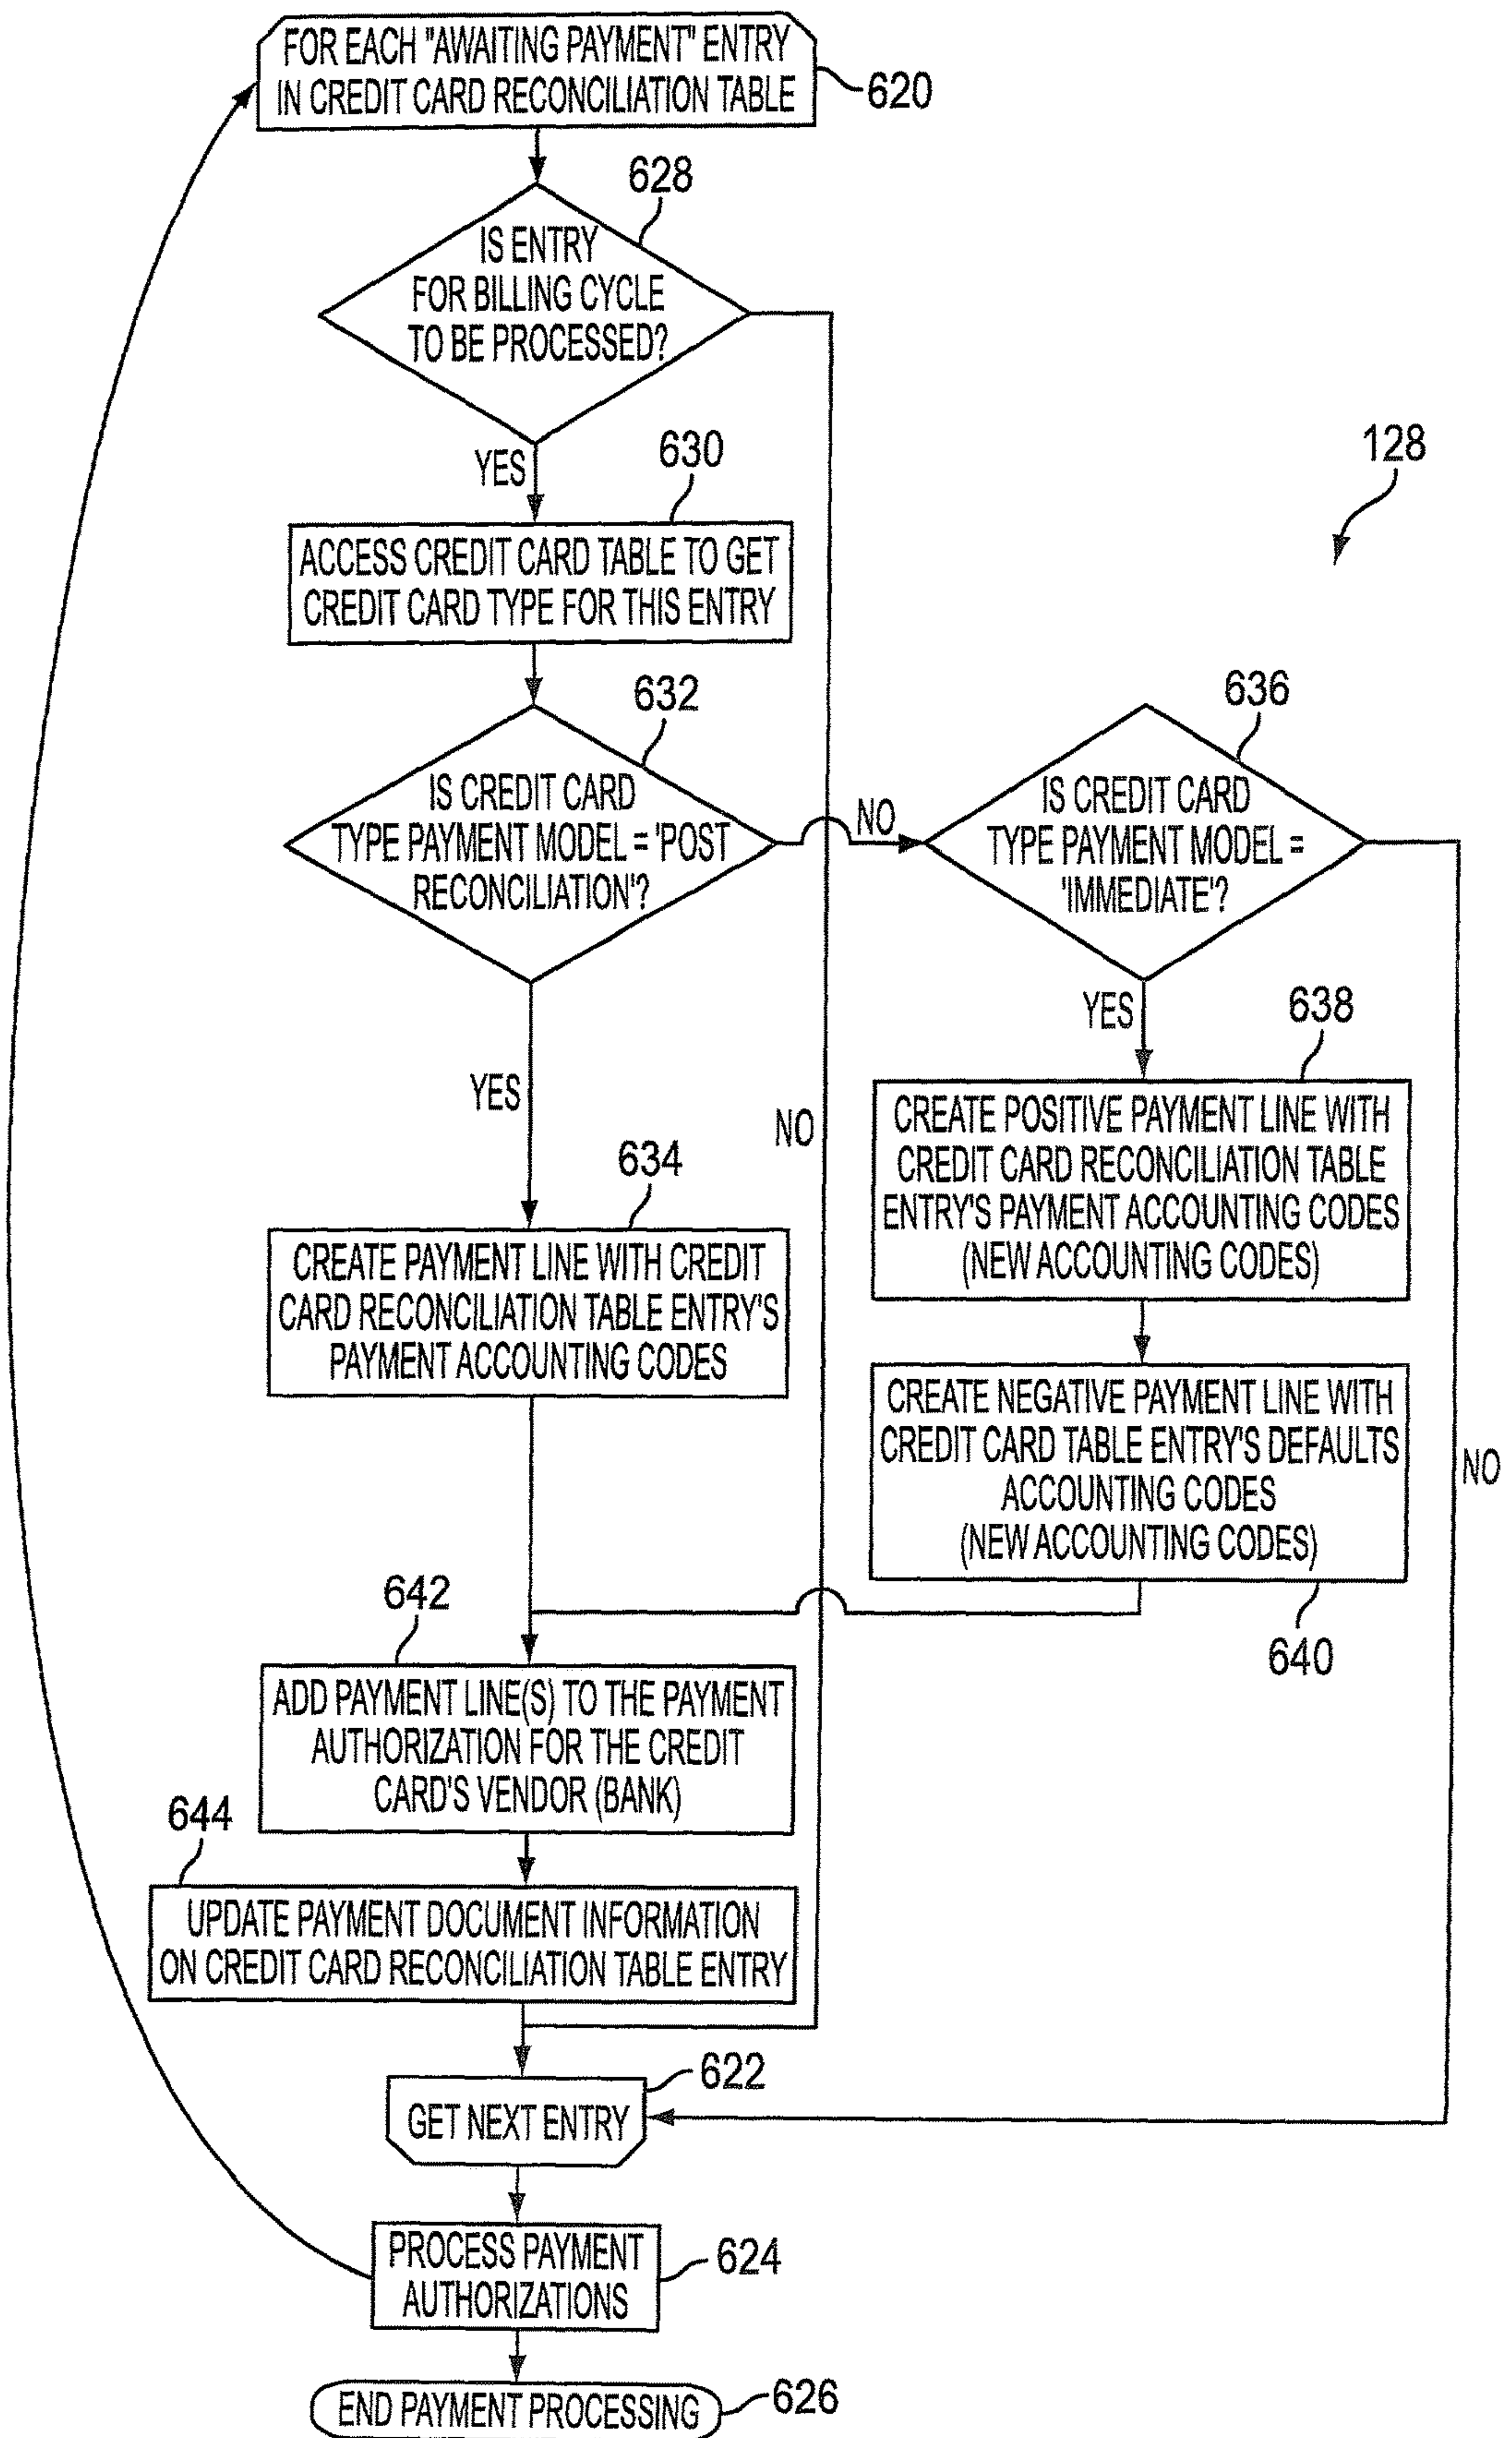 FOR EACH "AWAITING PAYMENT" ENTRY
IN CREDIT CARD RECONCILIATION TABLE
620
628
IS ENTRY
FOR BILLING CYCLE
TO BE PROCESSED?
YES
630
128
ACCESS CREDIT CARD TABLE TO GET
CREDIT CARD TYPE FOR THIS ENTRY
632
636
IS CREDIT CARD
TYPE PAYMENT MODEL = 'POST
RECONCILIATION'?
NO
IS CREDIT CARD
TYPE PAYMENT MODEL =
'IMMEDIATE'?
YES
638
YES
NO
CREATE POSITIVE PAYMENT LINE WITH
CREDIT CARD RECONCILIATION TABLE
ENTRY'S PAYMENT ACCOUNTING CODES
(NEW ACCOUNTING CODES)
634
CREATE PAYMENT LINE WITH CREDIT
CARD RECONCILIATION TABLE ENTRY'S
PAYMENT ACCOUNTING CODES
CREATE NEGATIVE PAYMENT LINE WITH
CREDIT CARD TABLE ENTRY'S DEFAULTS
ACCOUNTING CODES
(NEW ACCOUNTING CODES)
NO
640
642
ADD PAYMENT LINE(S) TO THE PAYMENT
AUTHORIZATION FOR THE CREDIT
CARD'S VENDOR (BANK)
644
UPDATE PAYMENT DOCUMENT INFORMATION
ON CREDIT CARD RECONCILIATION TABLE ENTRY
622
GET NEXT ENTRY
PROCESS PAYMENT
AUTHORIZATIONS
624
END PAYMENT PROCESSING
626